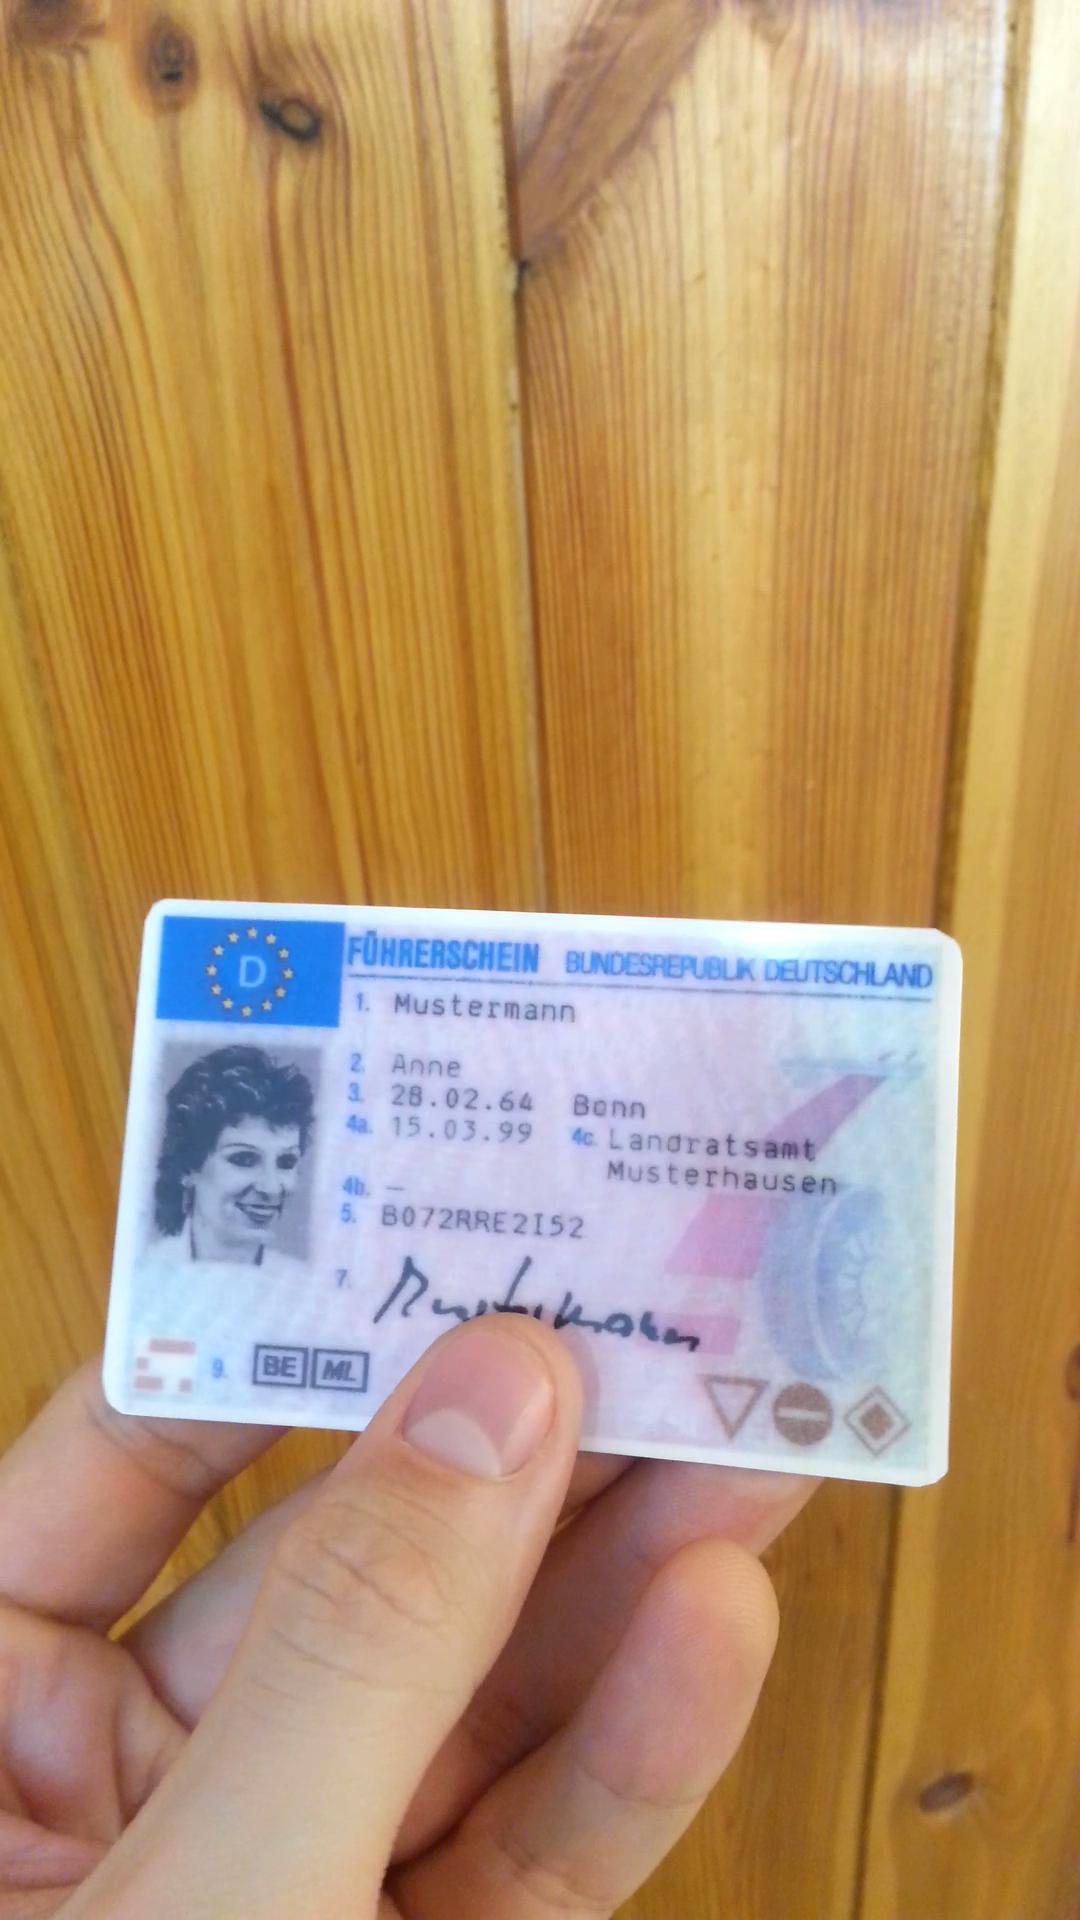 D
FÜHRERSCHEIN BUNDESREPUBLIK DEUTSCHLAND
1. Mustermann
2. Anne
3. 28.02.64 Bonn
4a. 15.03.99 4c. Landratsamt
Musterhausen
4b. –
5. B072RRE2I52
7. Mustermann
9. BE ML